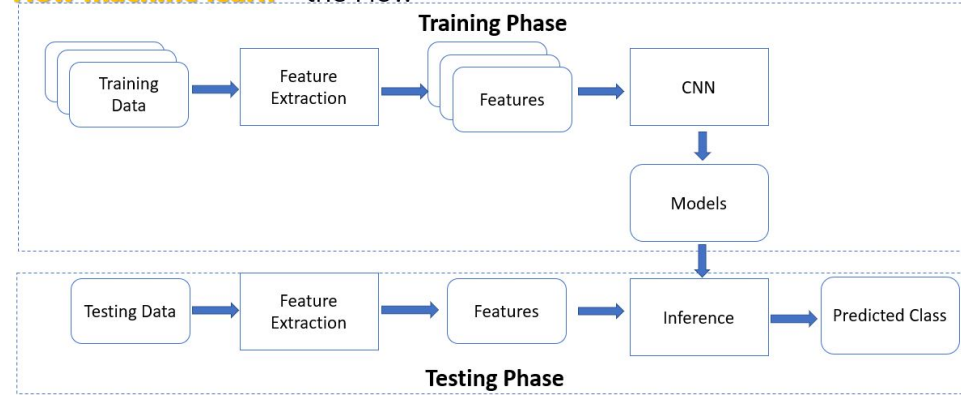 Training Phase
Training
Data
Feature
Extraction
Features
CNN
Models
Testing Data
Feature
Extraction
Features
Inference
Predicted Class
Testing Phase